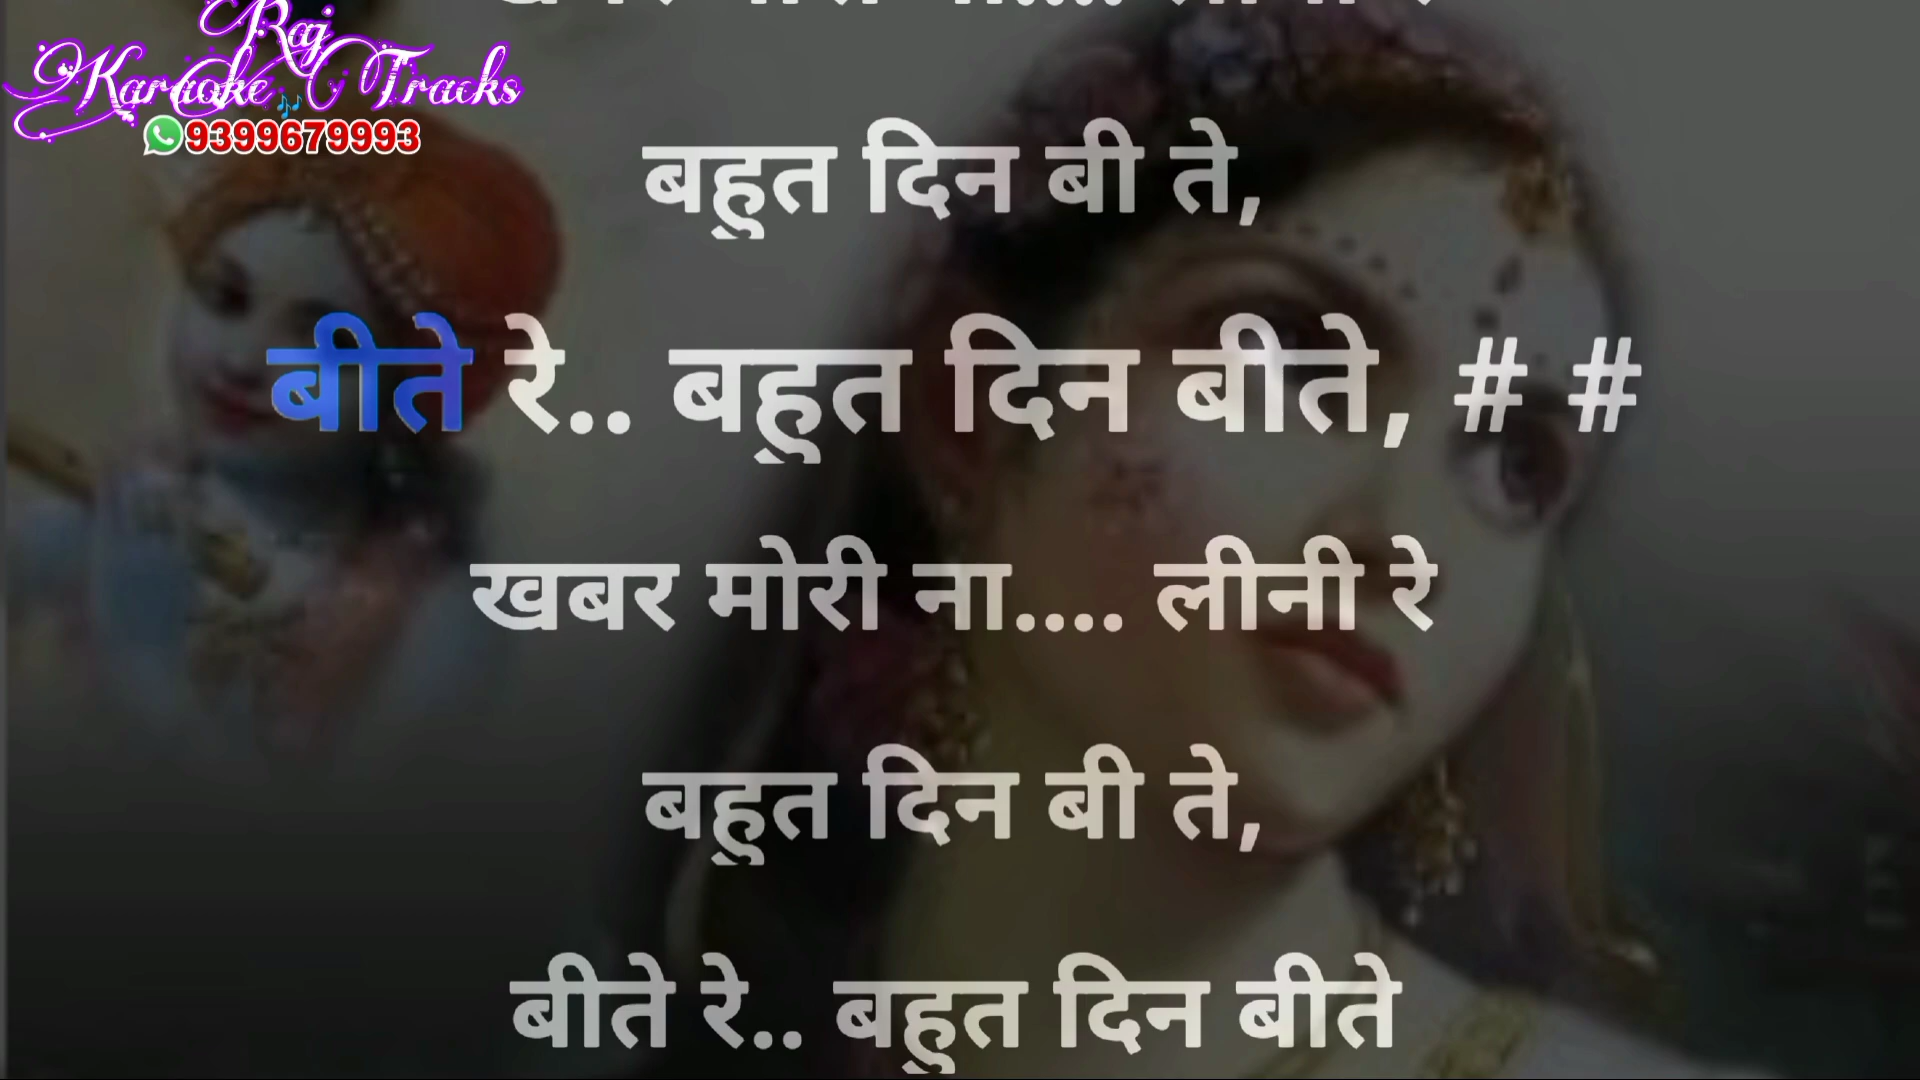 Raj
Karaoke Tracks
9399679993
बहुत दिन बी ते,
बीते रे.. बहुत दिन बीते, # #
खबर मोरी ना.... लीनी रे
बहुत दिन बी ते,
बीते रे.. बहुत दिन बीते